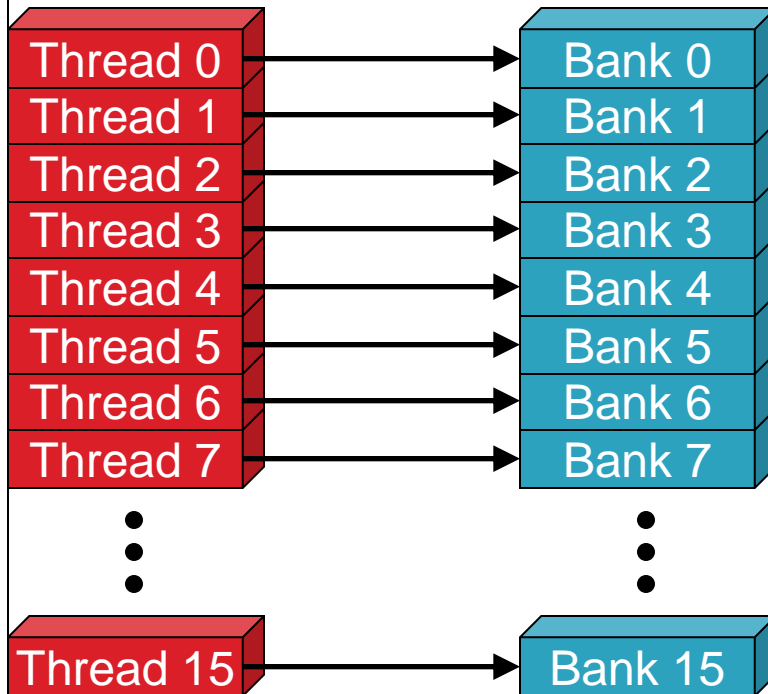 Thread 0
Bank 0
Thread 1
Bank 1
Thread 2
Bank 2
Thread 3
Bank 3
Thread 4
Bank 4
Thread 5
Bank 5
Thread 6
Bank 6
Thread 7
Bank 7
Thread 15
Bank 15